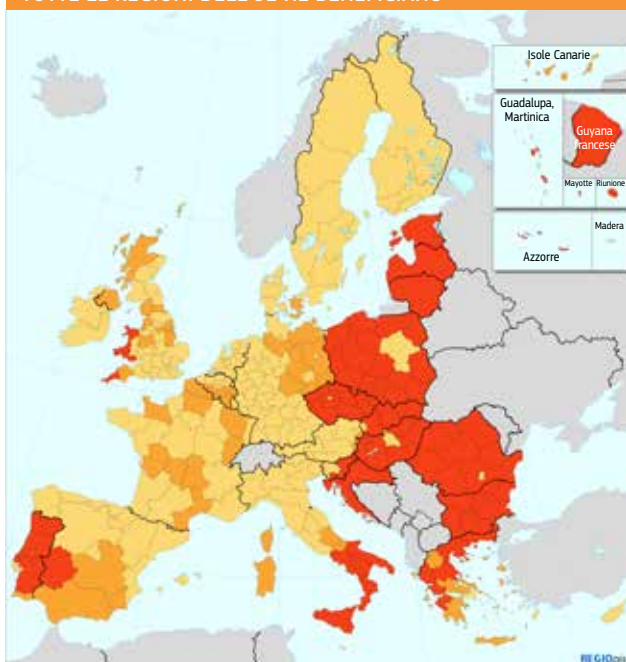 Isole Canarie
Guadalupa,
Martinica
Guyana
francese
Mayotte
Riunione
Azzorre
Madera